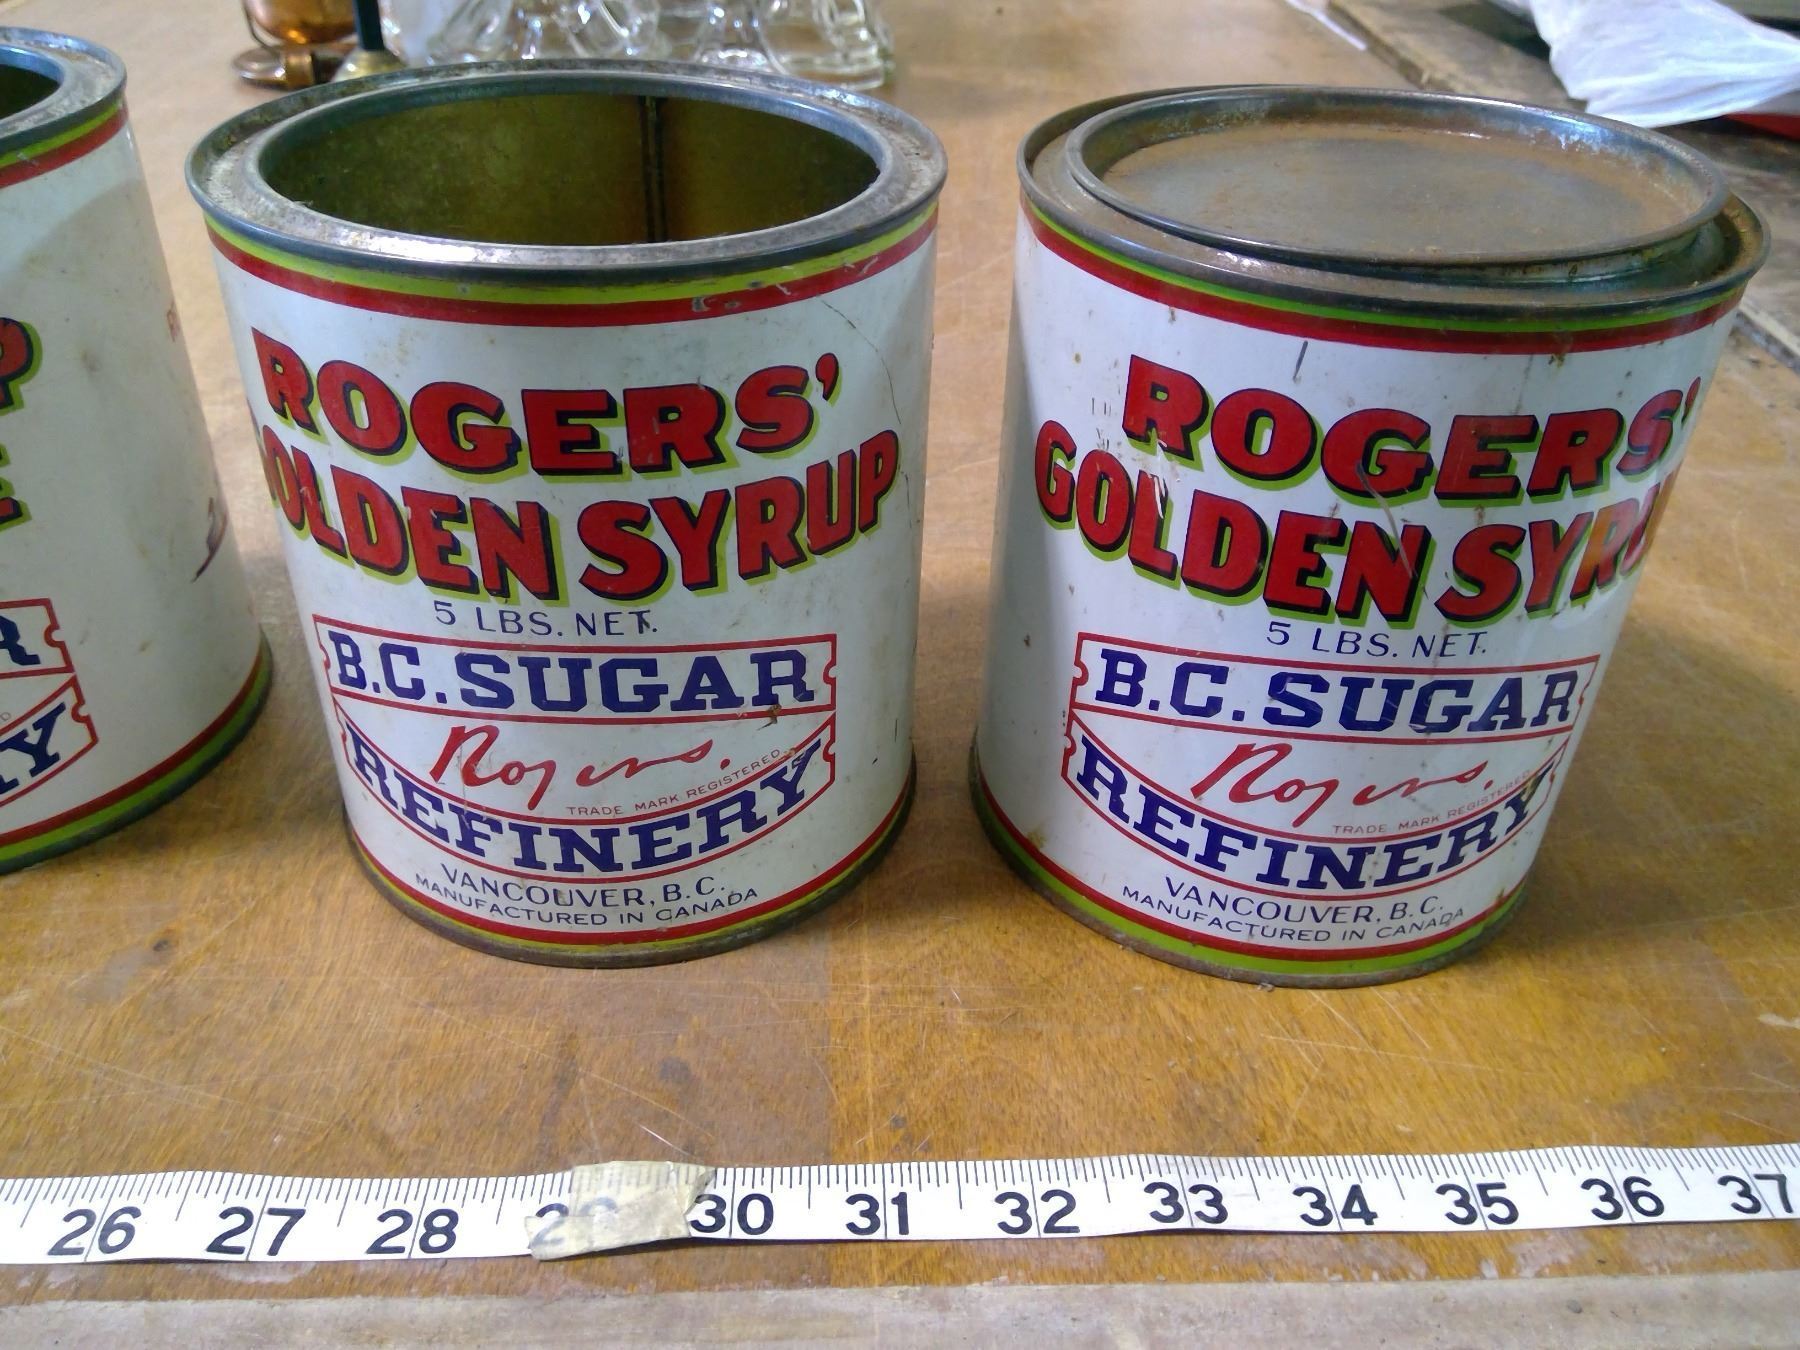 ROGERS'
GOLDEN SYRUP
5 LBS. NET.
B.C. SUGAR
Rogers.
TRADE MARK REGISTERED
REFINERY
VANCOUVER, B.C.
MANUFACTURED IN CANADA
ROGERS'
GOLDEN SYRUP
5 LBS. NET.
B.C. SUGAR
Rogers.
TRADE MARK REGISTERED
REFINERY
VANCOUVER, B.C.
MANUFACTURED IN CANADA
26 27 28 29 30 31 32 33 34 35 36 37